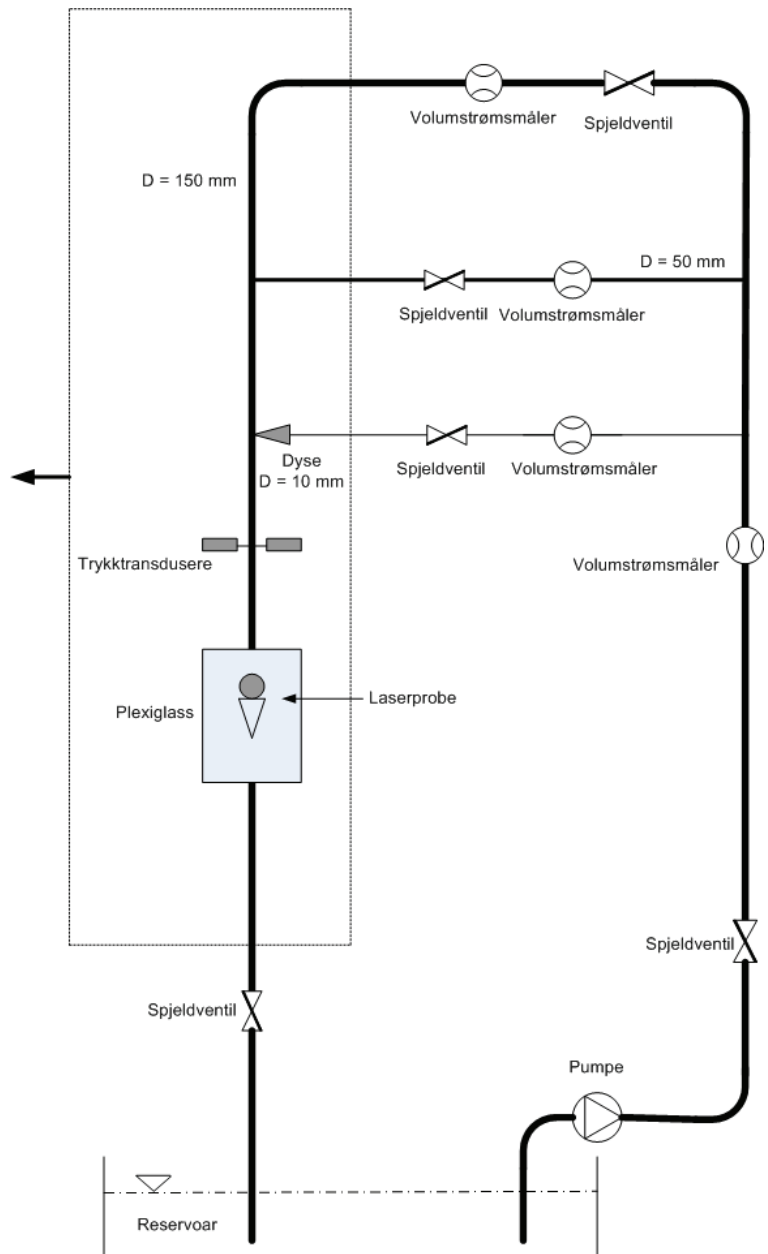 Volumstrømsmåler
Spjeldventil
D = 150 mm
D = 50 mm
Spjeldventil
Volumstrømsmåler
Dyse
D = 10 mm
Spjeldventil
Volumstrømsmåler
Trykktransdusere
Volumstrømsmåler
Plexiglass
Laserprobe
Spjeldventil
Spjeldventil
Pumpe
Reservoar